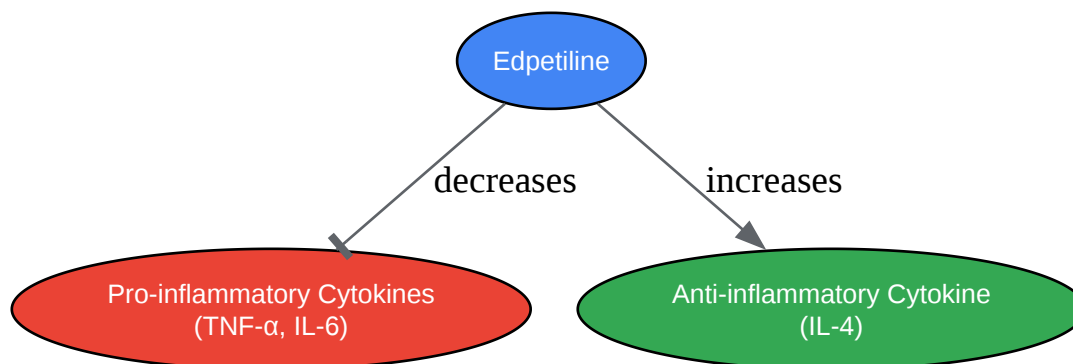 Edpetiline
decreases
increases
Pro-inflammatory Cytokines
(TNF-α, IL-6)
Anti-inflammatory Cytokine
(IL-4)